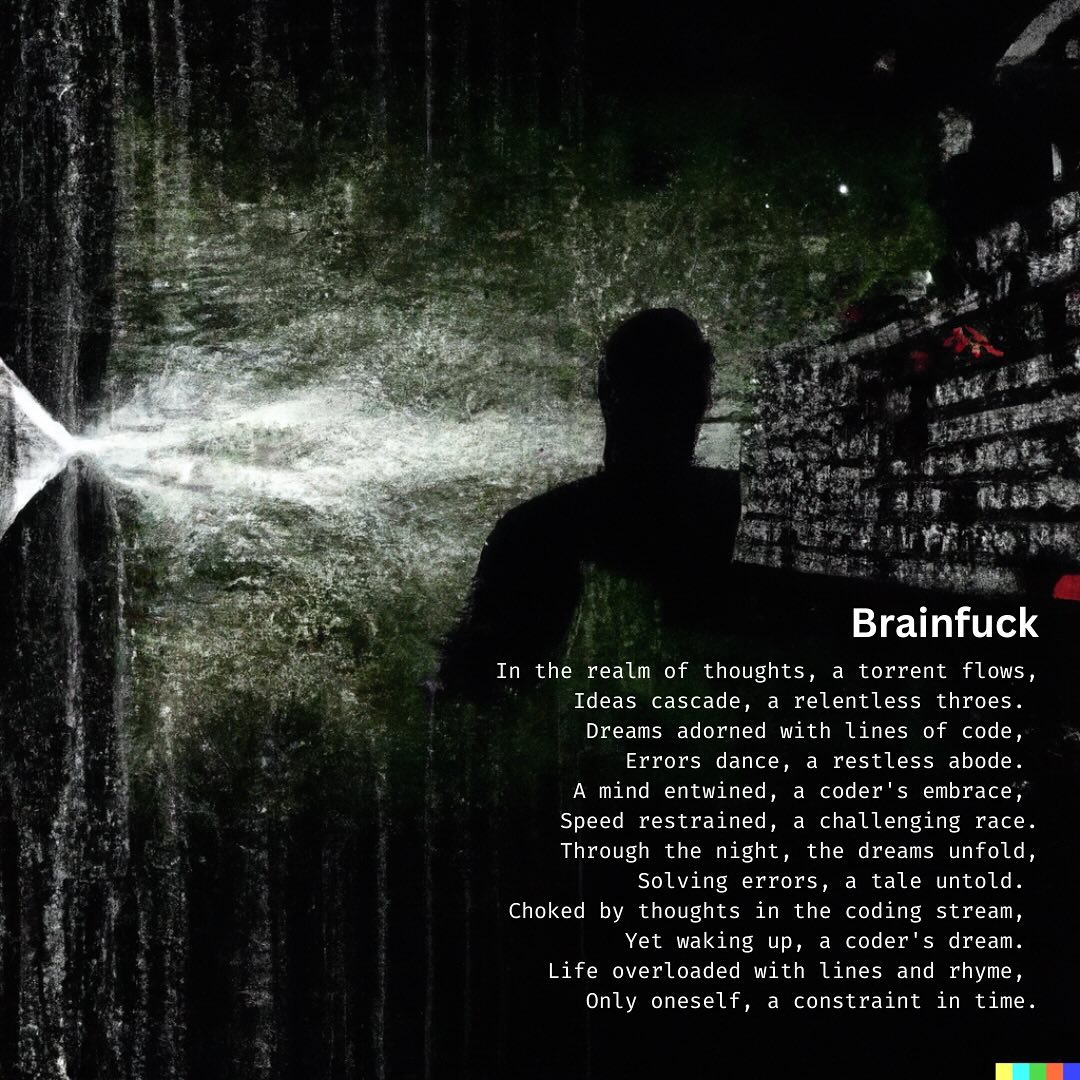 Brainfuck
In the realm of thoughts, a torrent flows,
Ideas cascade, a relentless throes.
Dreams adorned with lines of code,
Errors dance, a restless abode.
A mind entwined, a coder's embrace,
Speed restrained, a challenging race.
Through the night, the dreams unfold,
Solving errors, a tale untold.
Choked by thoughts in the coding stream,
Yet waking up, a coder's dream.
Life overloaded with lines and rhyme,
Only oneself, a constraint in time.